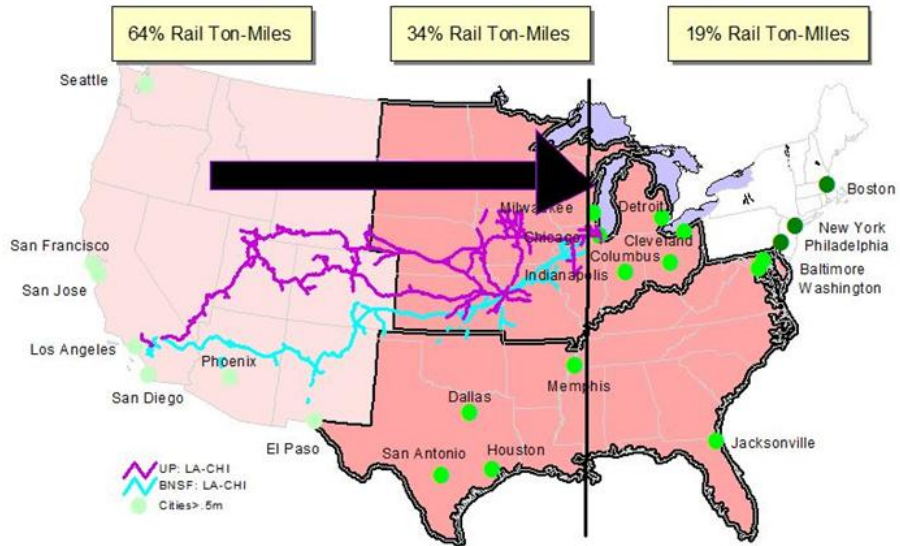 64% Rail Ton-Miles
34% Rail Ton-Miles
19% Rail Ton-MIles
Seattle
Boston
Milwaukee
Detroit
New York
San Francisco
Chicago
Cleveland
Philadelphia
Columbus
Baltimore
San Jose
Indianapolis
Washington
Los Angeles
Phoenix
San Diego
Memphis
Dallas
El Paso
San Antonio
Houston
Jacksonville
UP: LA-CHI
BNSF: LA-CHI
Cities>.5m